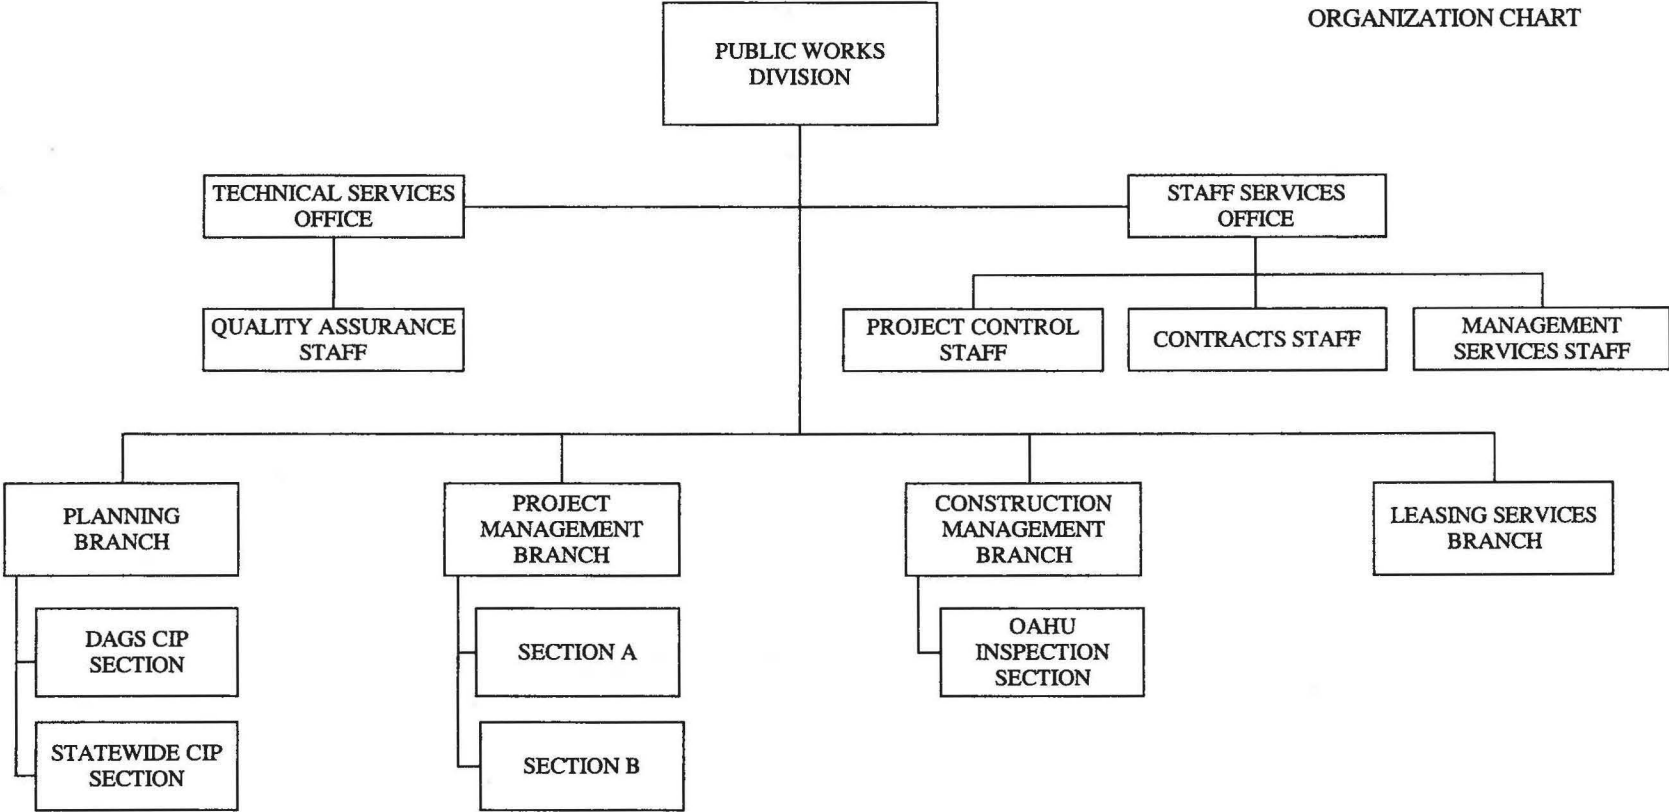 ORGANIZATION CHART
PUBLIC WORKS
DIVISION
TECHNICAL SERVICES
OFFICE
STAFF SERVICES
OFFICE
QUALITY ASSURANCE
STAFF
PROJECT CONTROL
STAFF
CONTRACTS STAFF
MANAGEMENT
SERVICES STAFF
PLANNING
BRANCH
PROJECT
MANAGEMENT
BRANCH
CONSTRUCTION
MANAGEMENT
BRANCH
LEASING SERVICES
BRANCH
DAGS CIP
SECTION
SECTION A
OAHU
INSPECTION
SECTION
STATEWIDE CIP
SECTION
SECTION B